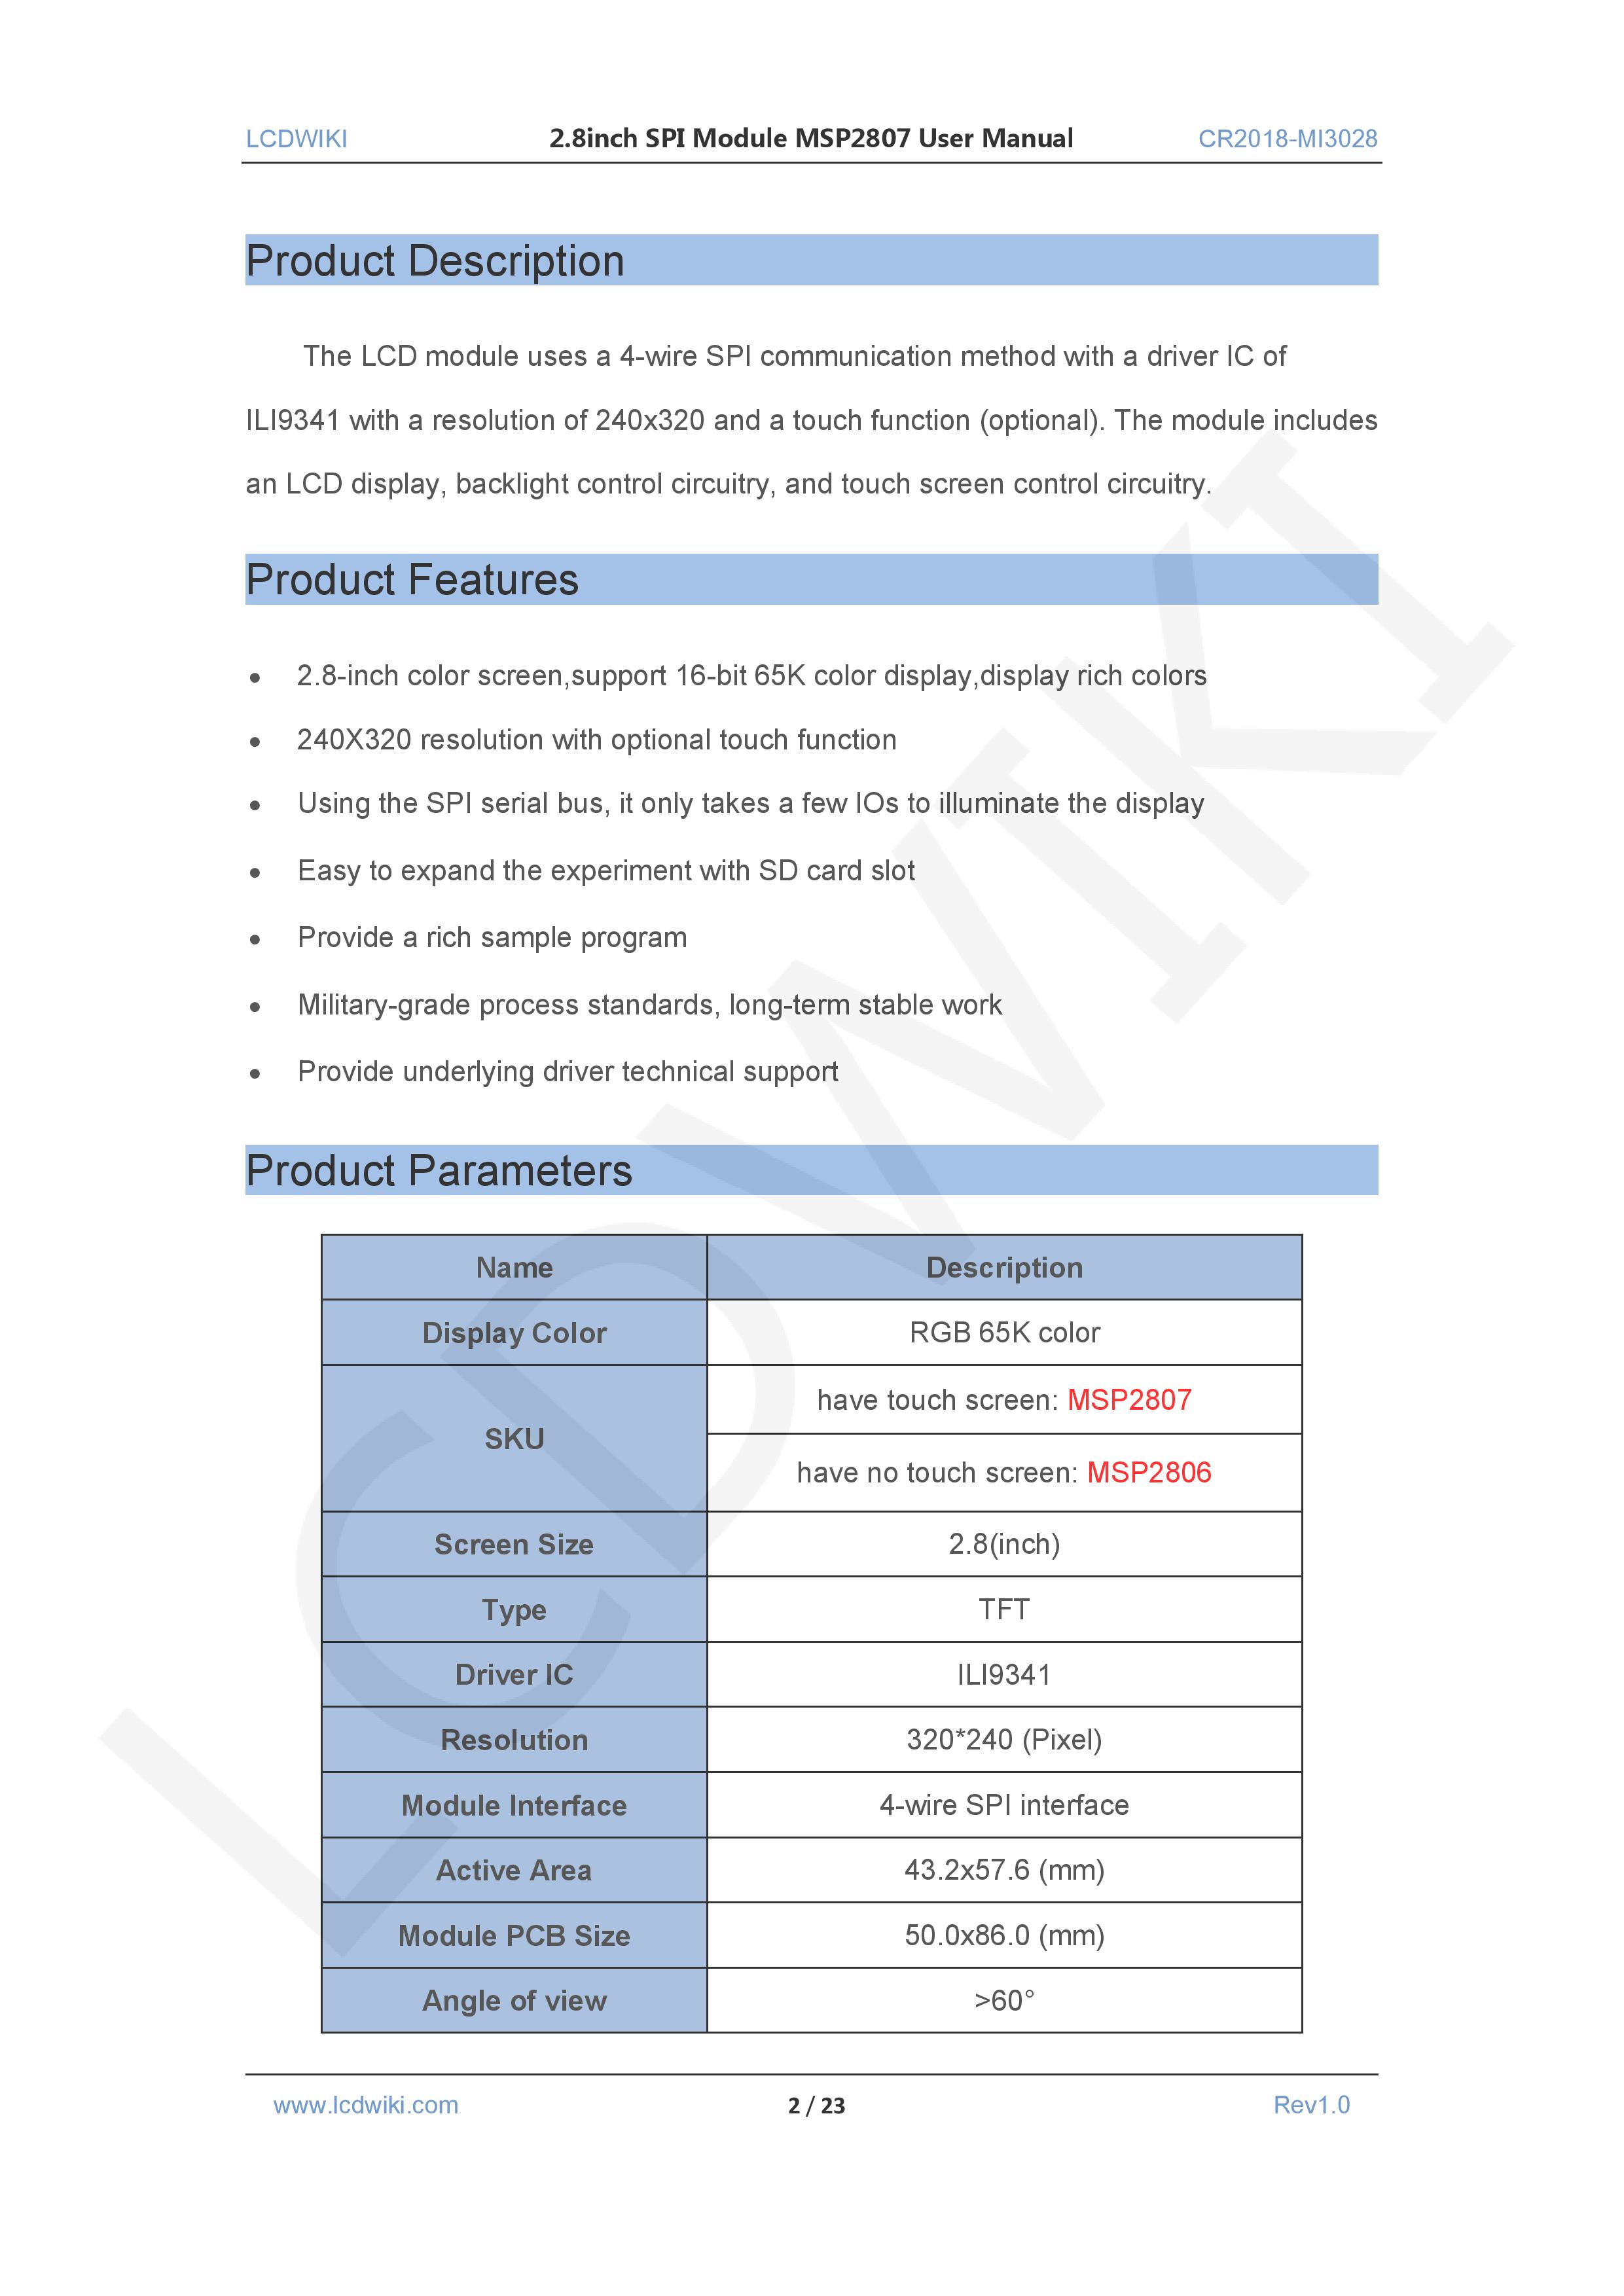 LCDWIKI 2.8inch SPI Module MSP2807 User Manual CR2018-MI3028
Product Description
The LCD module uses a 4-wire SPI communication method with a driver IC of
ILI9341 with a resolution of 240x320 and a touch function (optional). The module includes
an LCD display, backlight control circuitry, and touch screen control circuitry.
Product Features
• 2.8-inch color screen,support 16-bit 65K color display,display rich colors
• 240X320 resolution with optional touch function
• Using the SPI serial bus, it only takes a few IOs to illuminate the display
• Easy to expand the experiment with SD card slot
• Provide a rich sample program
• Military-grade process standards, long-term stable work
• Provide underlying driver technical support
Product Parameters
Name Description
Display Color RGB 65K color
SKU
have touch screen: MSP2807
have no touch screen: MSP2806
Screen Size 2.8(inch)
Type TFT
Driver IC ILI9341
Resolution 320*240 (Pixel)
Module Interface 4-wire SPI interface
Active Area 43.2x57.6 (mm)
Module PCB Size 50.0x86.0 (mm)
Angle of view >60°
www.lcdwiki.com 2 / 23 Rev1.0
LCDWIKI